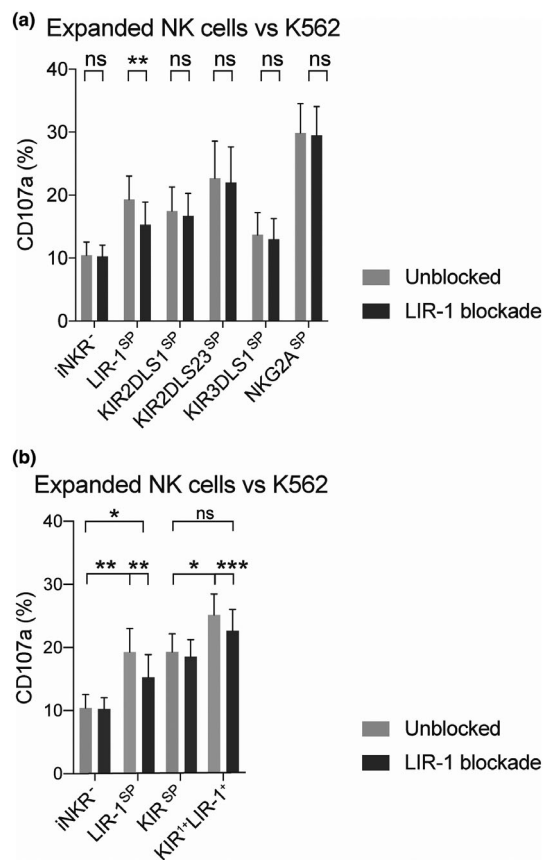 (a)
Expanded NK cells vs K562
ns ** ns ns ns ns
40
30
20
10
0
CD107a (%)
iNKR⁻
LIR-1ˢᴾ
KIR2DLS1ˢᴾ
KIR2DLS23ˢᴾ
KIR3DLS1ˢᴾ
NKG2Aˢᴾ
Unblocked
LIR-1 blockade
(b)
Expanded NK cells vs K562
* ns
** ** * ***
40
30
20
10
0
CD107a (%)
iNKR⁻
LIR-1ˢᴾ
KIRˢᴾ
KIR¹⁺LIR-1⁺
Unblocked
LIR-1 blockade